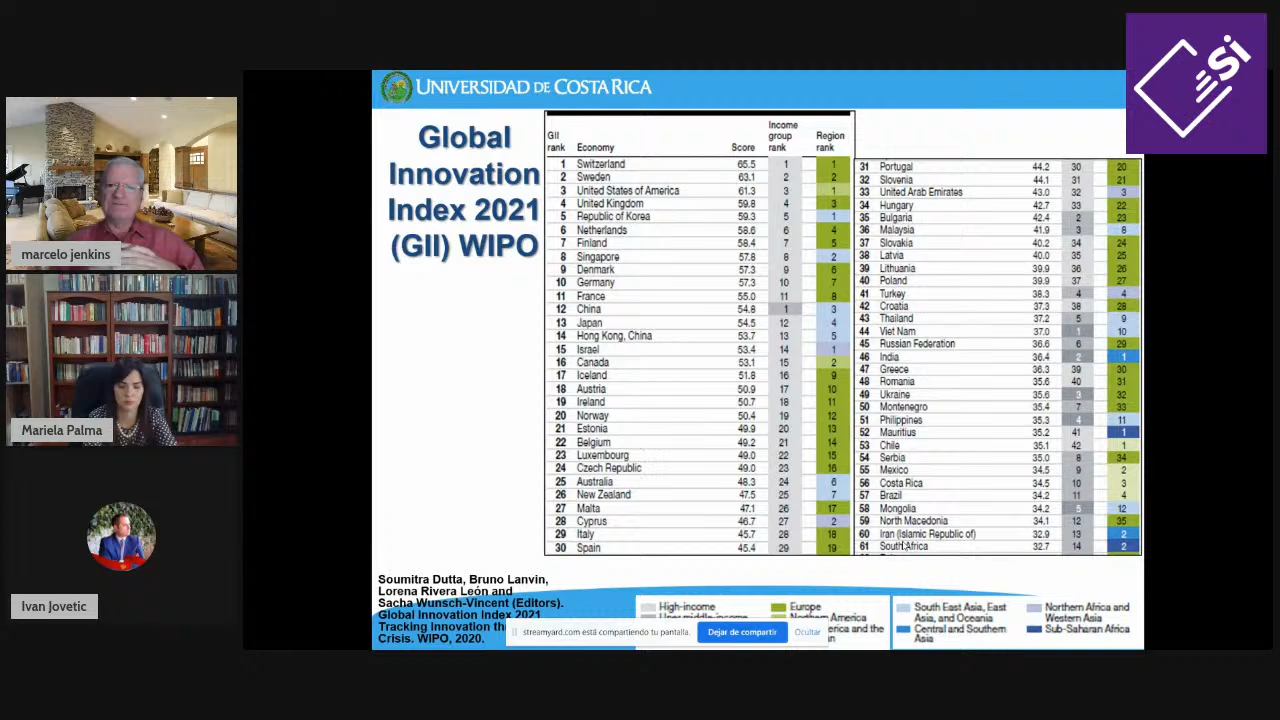 Si
UNIVERSIDAD DE COSTA RICA
Global
Innovation
Index 2021
(GII) WIPO
GII rank Economy Score Income group rank Region rank
1 Switzerland 65.5 1 1
2 Sweden 63.1 2 2
3 United States of America 61.3 3 1
4 United Kingdom 59.8 4 3
5 Republic of Korea 59.3 5 1
6 Netherlands 58.6 6 4
7 Finland 58.4 7 5
8 Singapore 57.8 8 2
9 Denmark 57.3 9 6
10 Germany 57.3 10 7
11 France 55.0 11 8
12 China 54.8 1 3
13 Japan 54.5 12 4
14 Hong Kong, China 53.7 13 5
15 Israel 53.4 14 1
16 Canada 53.1 15 2
17 Iceland 51.8 16 9
18 Austria 50.9 17 10
19 Ireland 50.7 18 11
20 Norway 50.4 19 12
21 Estonia 49.9 20 13
22 Belgium 49.2 21 14
23 Luxembourg 49.0 22 15
24 Czech Republic 49.0 23 16
25 Australia 48.3 24 6
26 New Zealand 47.5 25 7
27 Malta 47.1 26 17
28 Cyprus 46.7 27 2
29 Italy 45.7 28 18
30 Spain 45.4 29 19
31 Portugal 44.2 30 20
32 Slovenia 44.1 31 21
33 United Arab Emirates 43.0 32 3
34 Hungary 42.7 33 22
35 Bulgaria 42.4 2 23
36 Malaysia 41.9 3 8
37 Slovakia 40.2 34 24
38 Latvia 40.0 35 25
39 Lithuania 39.9 36 26
40 Poland 39.9 37 27
41 Turkey 38.3 4 4
42 Croatia 37.3 38 28
43 Thailand 37.2 5 9
44 Viet Nam 37.0 1 10
45 Russian Federation 36.6 6 29
46 India 36.4 2 1
47 Greece 36.3 39 30
48 Romania 35.6 40 31
49 Ukraine 35.6 3 32
50 Montenegro 35.4 7 33
51 Philippines 35.3 4 11
52 Mauritius 35.2 41 1
53 Chile 35.1 42 1
54 Serbia 35.0 8 34
55 Mexico 34.5 9 2
56 Costa Rica 34.5 10 3
57 Brazil 34.2 11 4
58 Mongolia 34.2 5 12
59 North Macedonia 34.1 12 35
60 Iran (Islamic Republic of) 32.9 13 2
61 South Africa 32.7 14 2
marcelo jenkins
Mariela Palma
Ivan Jovetic
Soumitra Dutta, Bruno Lanvin,
Lorena Rivera León and
Sacha Wunsch-Vincent (Editors).
Global Innovation Index 2021
Tracking Innovation th
Crisis. WIPO, 2020.
High-income
Europe
Northern America
erica and the
South East Asia, East
Asia, and Oceania
Central and Southern
Asia
Northern Africa and
Western Asia
Sub-Saharan Africa
streamyard.com está compartiendo tu pantalla.
Dejar de compartir
Ocultar